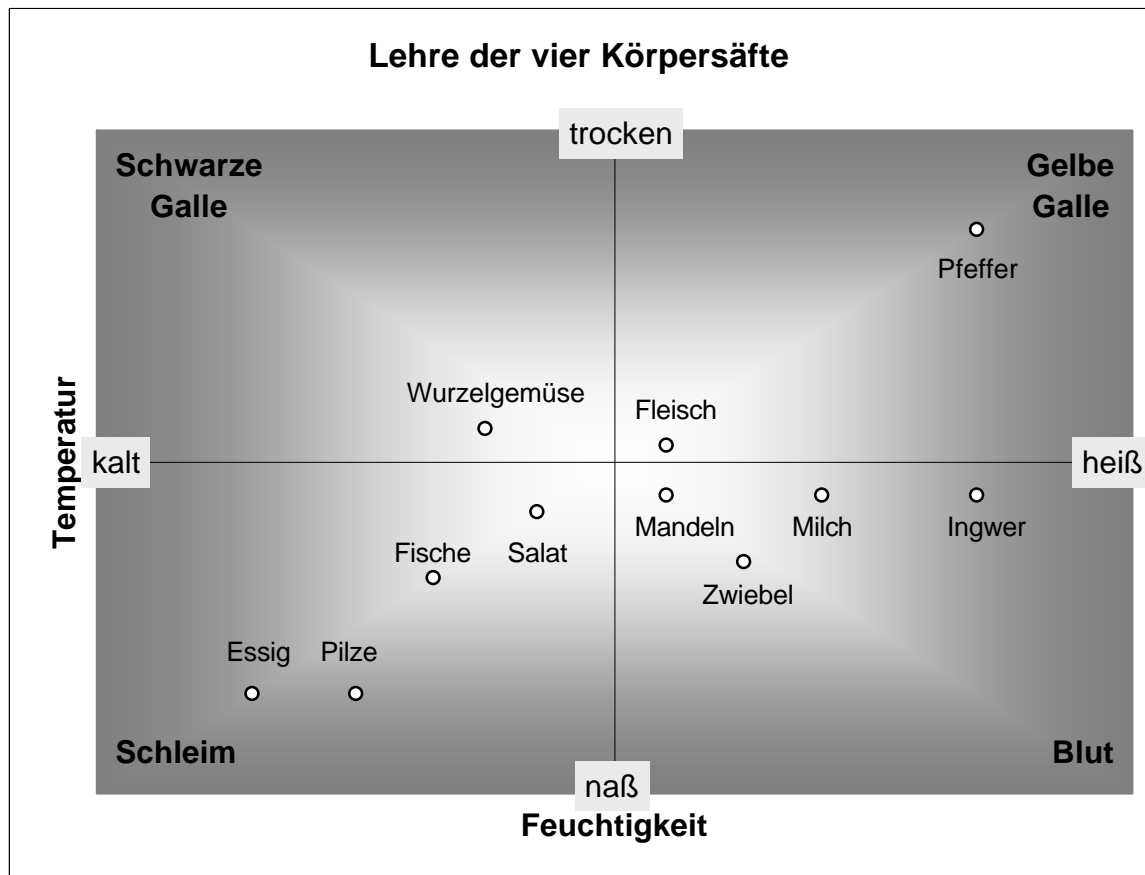 Lehre der vier Körpersäfte
trocken
Schwarze
Galle
Gelbe
Galle
Pfeffer
Wurzelgemüse
Fleisch
Temperatur
kalt
heiß
Mandeln
Milch
Ingwer
Fische
Salat
Zwiebel
Essig
Pilze
Schleim
Blut
naß
Feuchtigkeit